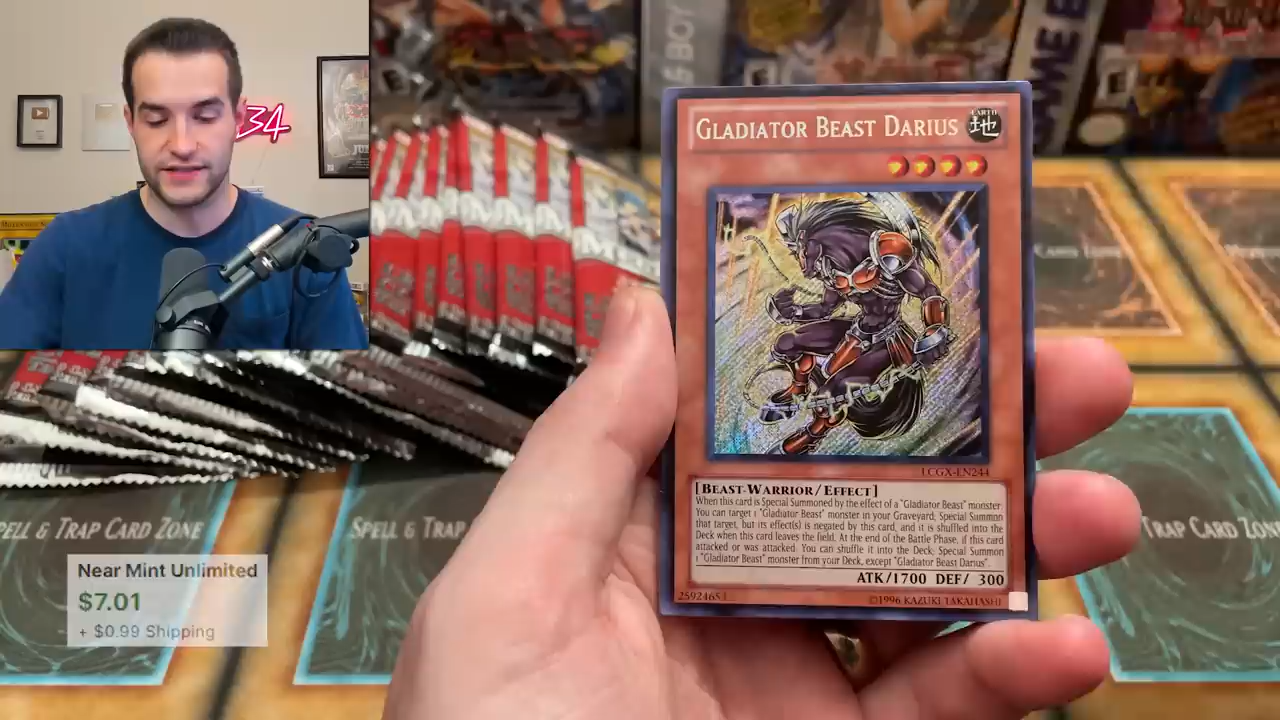 34
GAME B
GLADIATOR BEAST DARIUS
EARTH
地
LCGX-EN244
[BEAST-WARRIOR/EFFECT]
When this card is Special Summoned by the effect of a "Gladiator Beast" monster:
You can target 1 "Gladiator Beast" monster in your Graveyard; Special Summon
that target, but its effect(s) is negated by this card, and it is shuffled into the
Deck when this card leaves the field. At the end of the Battle Phase, if this card
attacked or was attacked: You can shuffle it into the Deck; Special Summon
1 "Gladiator Beast" monster from your Deck, except "Gladiator Beast Darius".
ATK/1700 DEF/ 300
©1996 KAZUKI TAKAHASHI
PELL & TRAP CARD ZONE
SPELL & TRAP
TRAP CARD ZONE
Near Mint Unlimited
$7.01
+ $0.99 Shipping